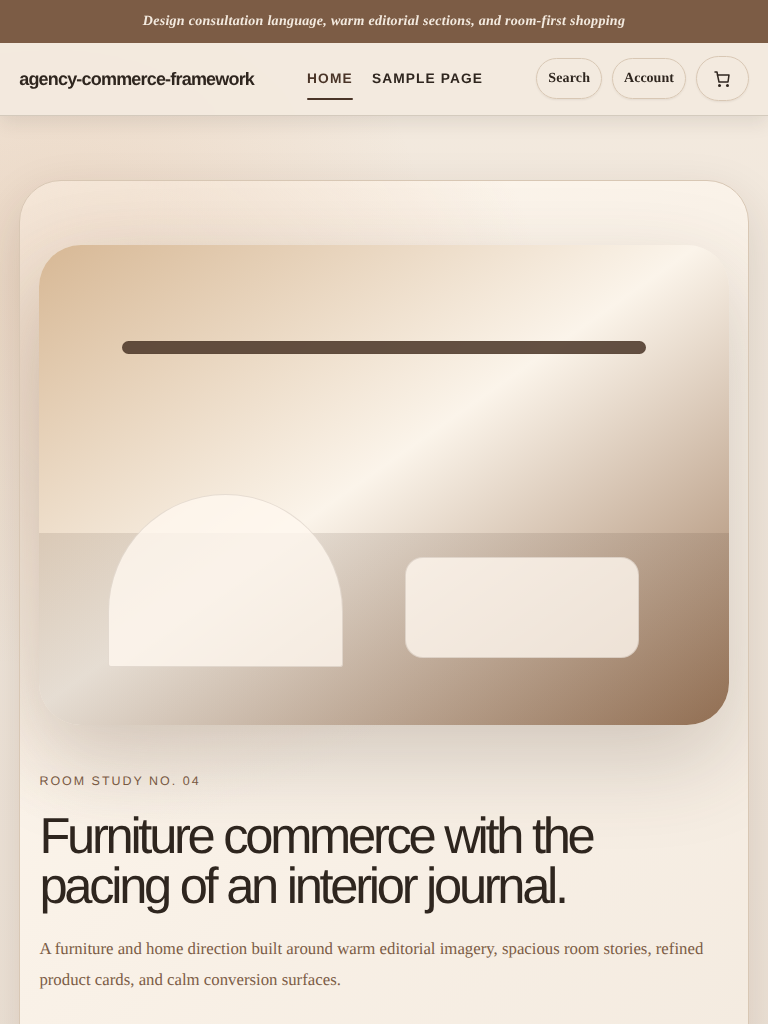 Design consultation language, warm editorial sections, and room-first shopping
agency-commerce-framework
HOME
SAMPLE PAGE
Search
Account
ROOM STUDY NO. 04
Furniture commerce with the
pacing of an interior journal.
A furniture and home direction built around warm editorial imagery, spacious room stories, refined
product cards, and calm conversion surfaces.